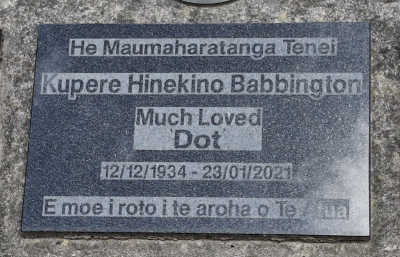 He Maumaharatanga Tenei
Kupere Hinekino Babbington
Much Loved
'Dot'
12/12/1934 - 23/01/2021
E moe i roto i te aroha o Te Atua